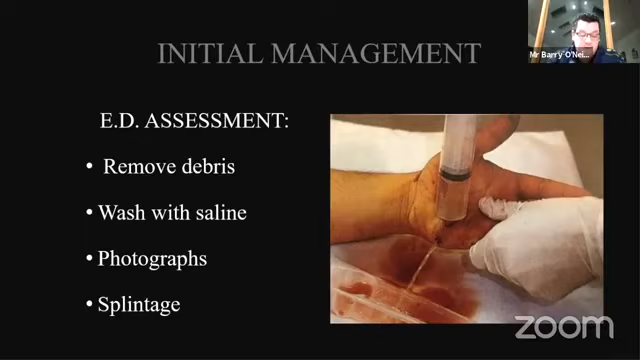 INITIAL MANAGEMENT
Mr Barry O'Nei...
E.D. ASSESSMENT:
• Remove debris
• Wash with saline
• Photographs
• Splintage
zoom